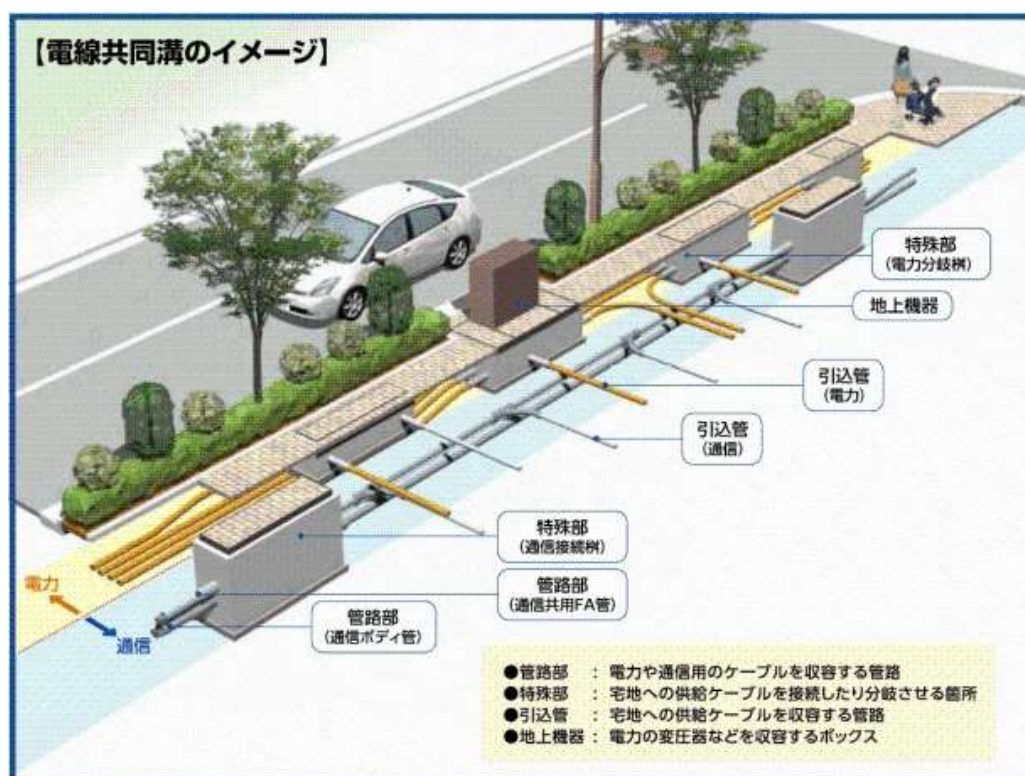 【電線共同溝のイメージ】
特殊部
(電力分岐桝)
地上機器
引込管
(電力)
引込管
(通信)
特殊部
(通信接続桝)
管路部
(通信共用FA管)
管路部
(通信ボディ管)
電力
通信
●管路部 : 電力や通信用のケーブルを収容する管路
●特殊部 : 宅地への供給ケーブルを接続したり分岐させる箇所
●引込管 : 宅地への供給ケーブルを収容する管路
●地上機器 : 電力の変圧器などを収容するボックス